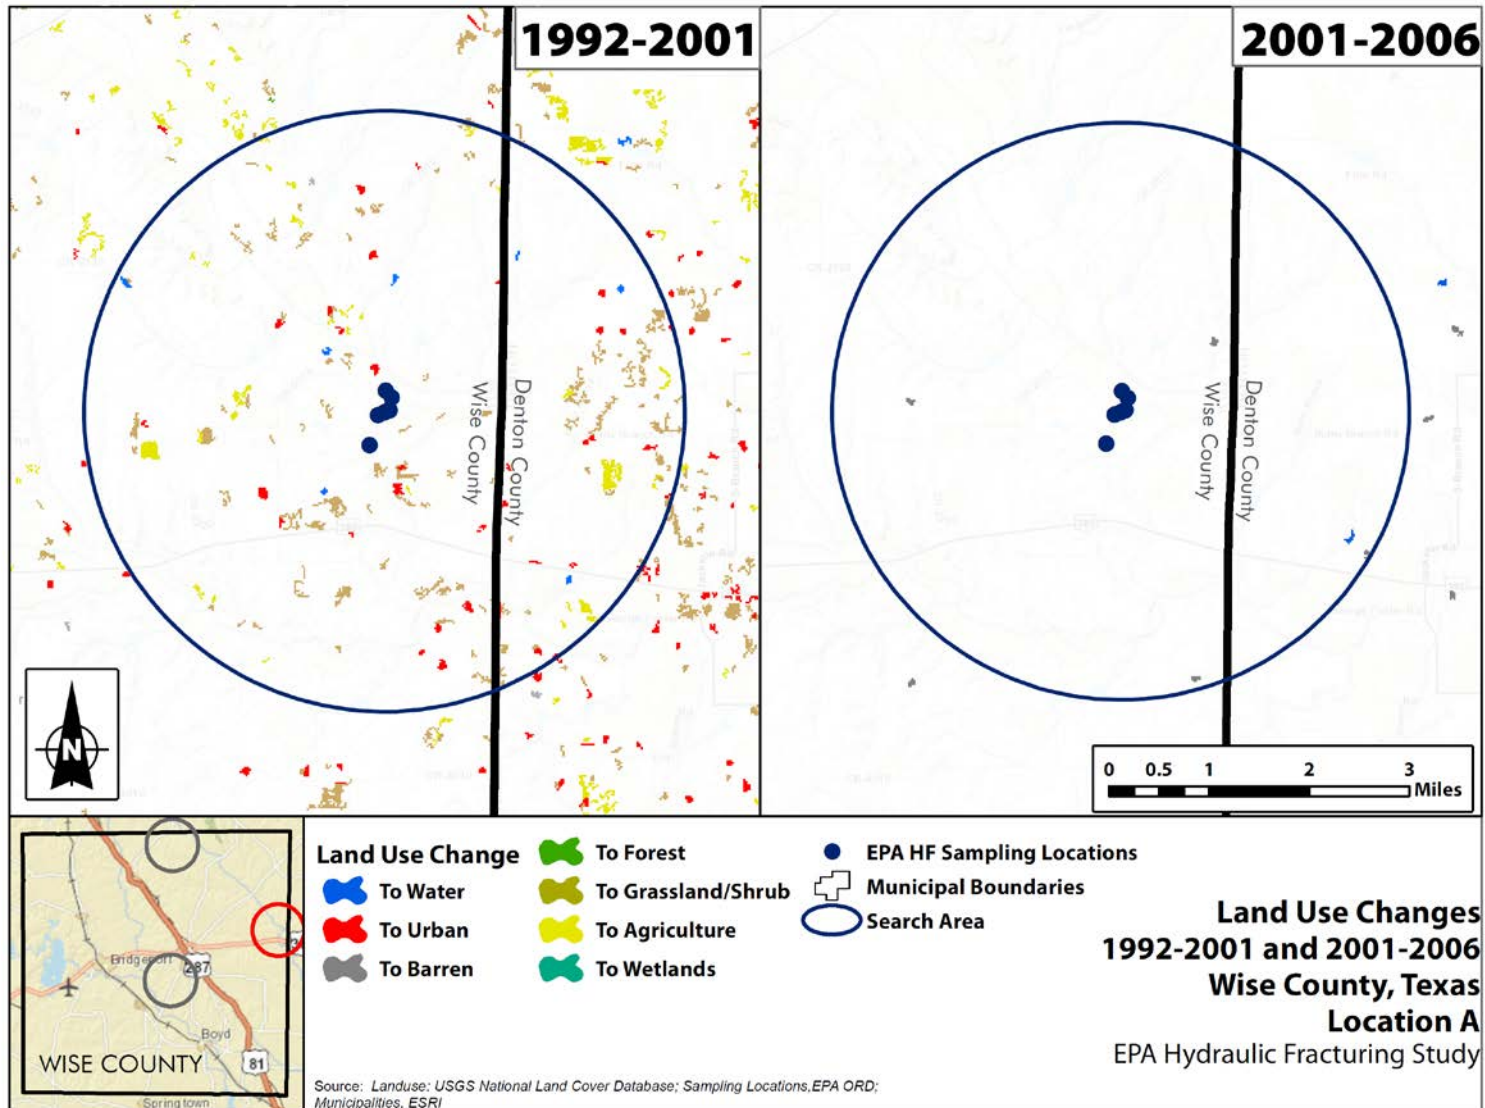 1992-2001
2001-2006
Wise County
Denton County
Wise County
Denton County
N
0 0.5 1 2 3
Miles
Land Use Change
To Water
To Urban
To Barren
To Forest
To Grassland/Shrub
To Agriculture
To Wetlands
EPA HF Sampling Locations
Municipal Boundaries
Search Area
Land Use Changes
1992-2001 and 2001-2006
Wise County, Texas
Location A
EPA Hydraulic Fracturing Study
Bridgeport
287
Boyd
WISE COUNTY
81
Springtown
Source: Landuse: USGS National Land Cover Database; Sampling Locations,EPA ORD;
Municipalities, ESRI